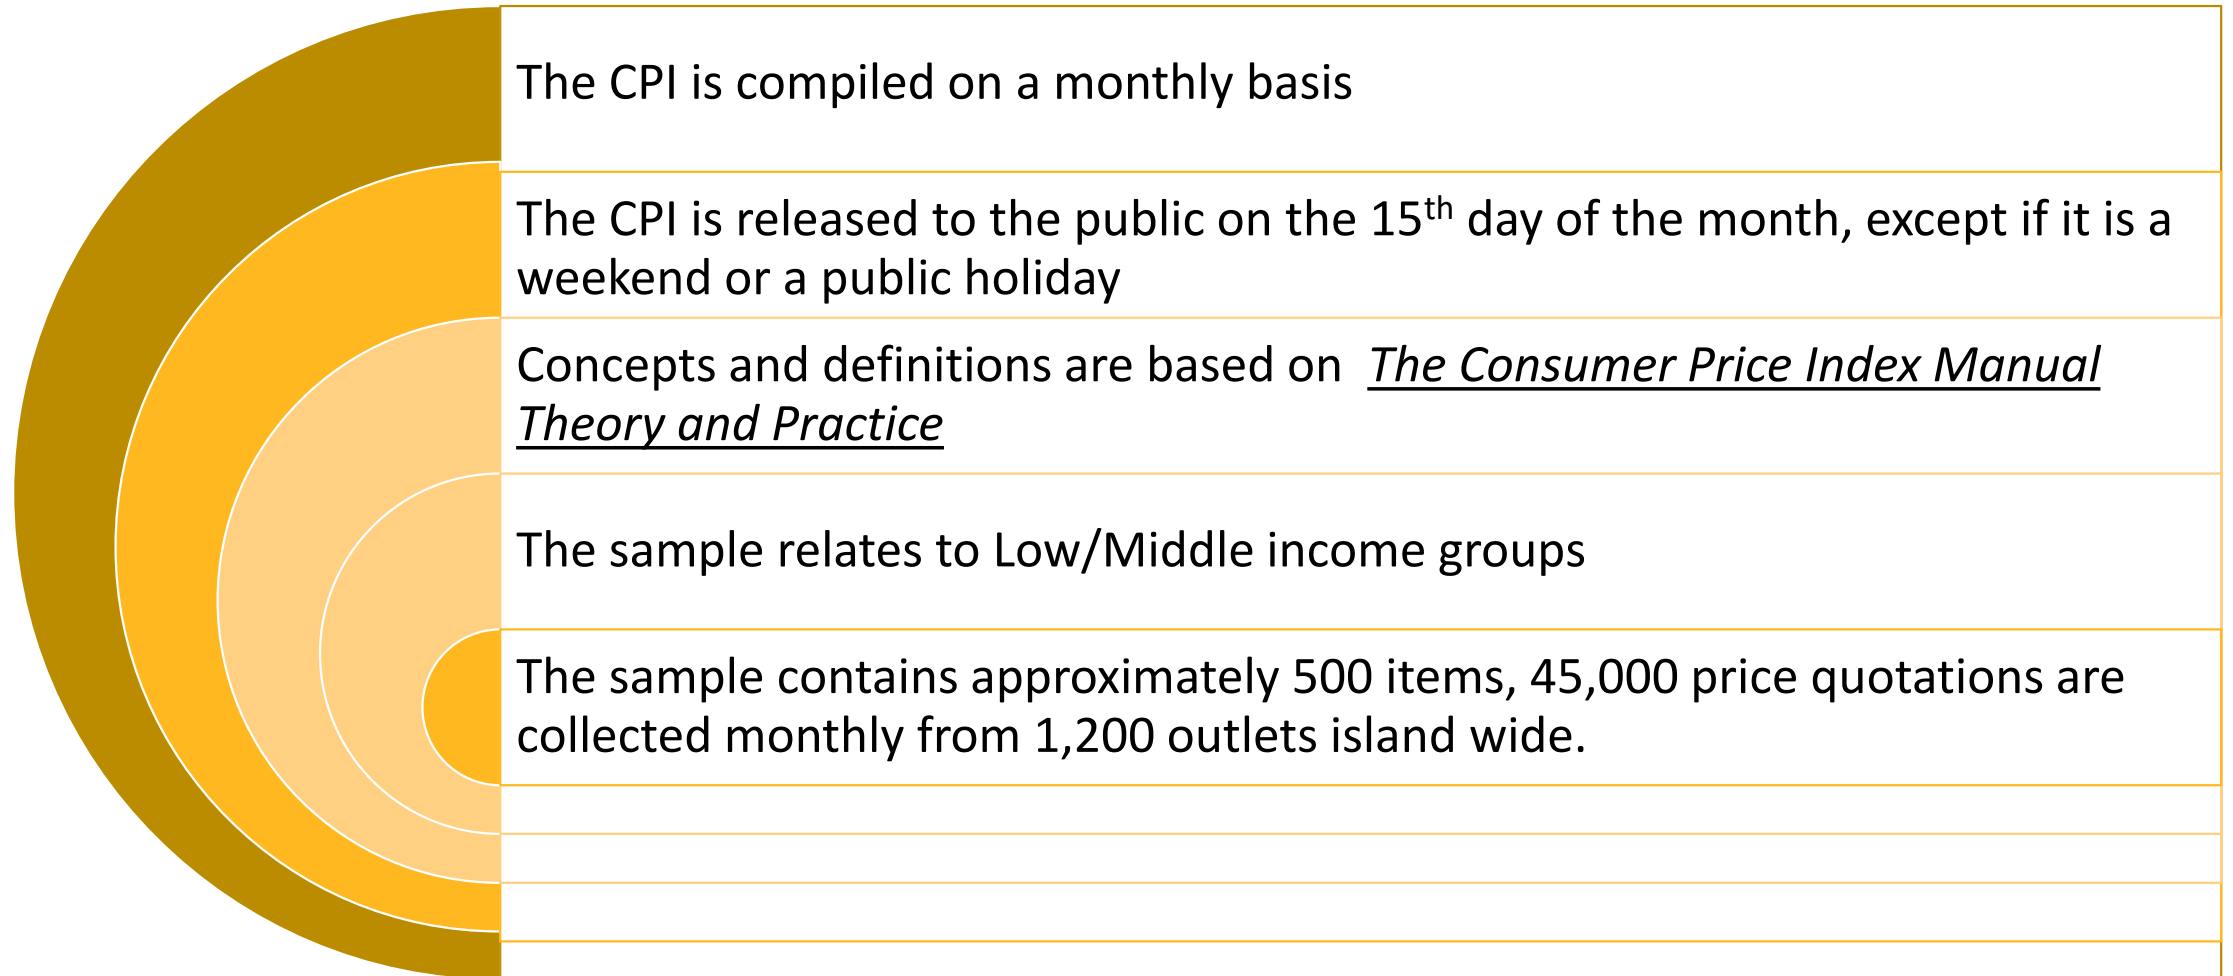 The CPI is compiled on a monthly basis
The CPI is released to the public on the 15th day of the month, except if it is a
weekend or a public holiday
Concepts and definitions are based on The Consumer Price Index Manual
Theory and Practice
The sample relates to Low/Middle income groups
The sample contains approximately 500 items, 45,000 price quotations are
collected monthly from 1,200 outlets island wide.